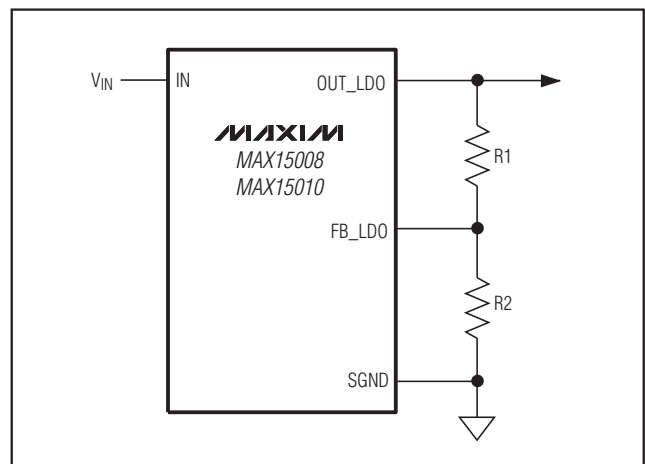 V_IN
IN
OUT_LDO
MAXIM
MAX15008
MAX15010
R1
FB_LDO
R2
SGND